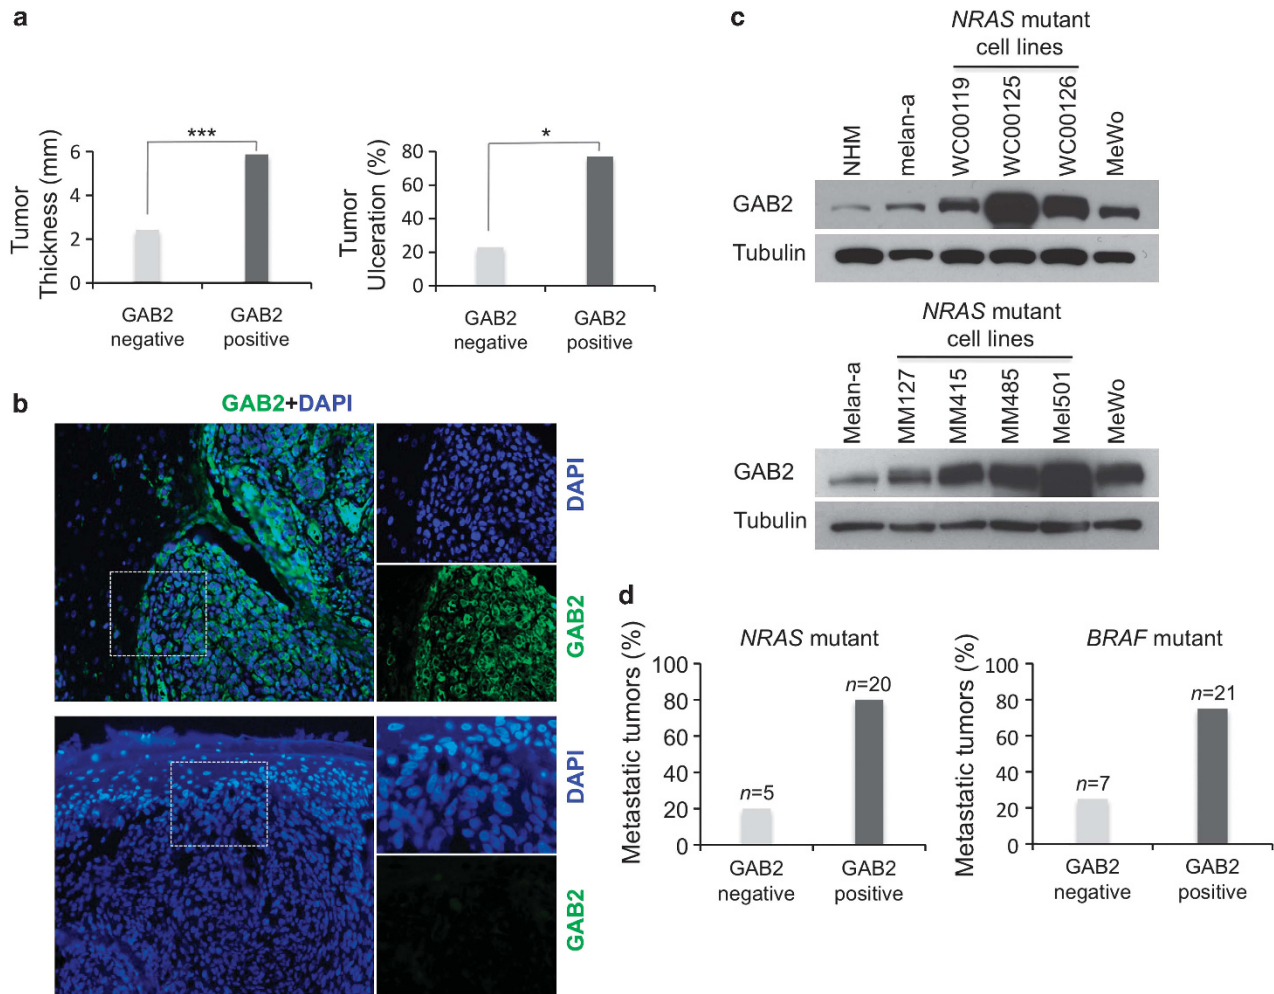 a
Tumor
Thickness (mm)
6
4
2
0
***
GAB2
negative
GAB2
positive
Tumor
Ulceration (%)
80
60
40
20
0
*
GAB2
negative
GAB2
positive
b
GAB2+DAPI
DAPI
GAB2
DAPI
GAB2
c
NRAS mutant
cell lines
NHM
melan-a
WC00119
WC00125
WC00126
MeWo
GAB2
Tubulin
NRAS mutant
cell lines
Melan-a
MM127
MM415
MM485
Mel501
MeWo
GAB2
Tubulin
d
NRAS mutant
Metastatic tumors (%)
100
80
60
40
20
0
n=5
n=20
GAB2
negative
GAB2
positive
BRAF mutant
Metastatic tumors (%)
100
80
60
40
20
0
n=7
n=21
GAB2
negative
GAB2
positive